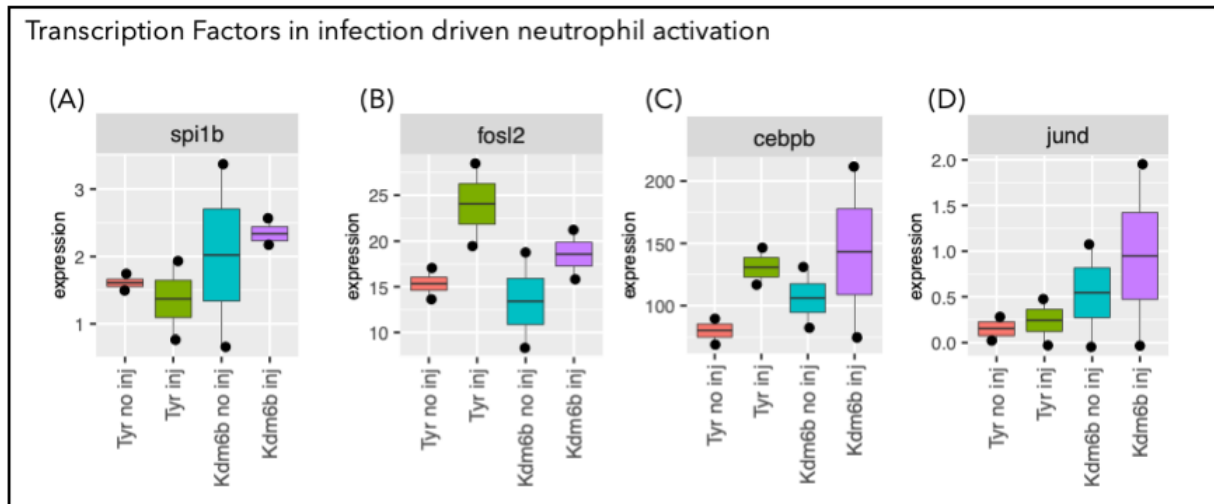 Transcription Factors in infection driven neutrophil activation
(A)
spi1b
expression
3
2
1
Tyr no inj
Tyr inj
Kdm6b no inj
Kdm6b inj
(B)
fosl2
expression
25
20
15
10
Tyr no inj
Tyr inj
Kdm6b no inj
Kdm6b inj
(C)
cebpb
expression
200
150
100
Tyr no inj
Tyr inj
Kdm6b no inj
Kdm6b inj
(D)
jund
expression
2.0
1.5
1.0
0.5
0.0
Tyr no inj
Tyr inj
Kdm6b no inj
Kdm6b inj